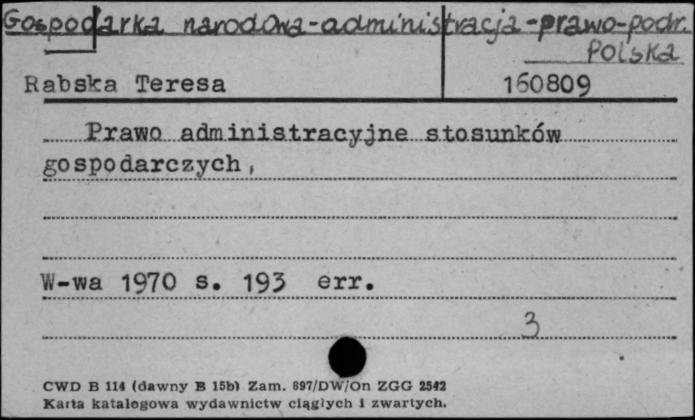 Gospodarka narodowa-administracja-prawo-podr.
Polska
Rabska Teresa 160809
Prawo administracyjne stosunków
gospodarczych,
W-wa 1970 s. 193 err.
3
CWD B 114 (dawny B 15b) Zam. 897/DW/On ZGG 2542
Karta katalogowa wydawnictw ciągłych i zwartych.